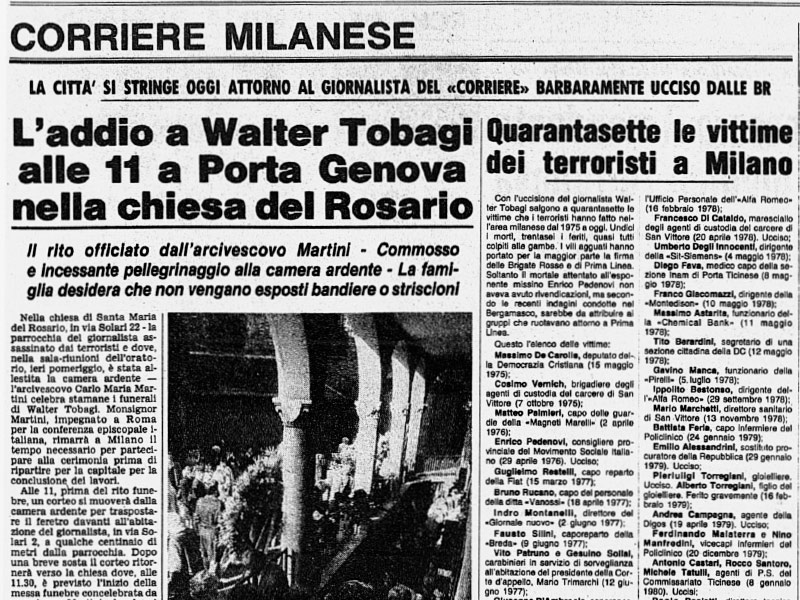 CORRIERE MILANESE
LA CITTA' SI STRINGE OGGI ATTORNO AL GIORNALISTA DEL «CORRIERE» BARBARAMENTE UCCISO DALLE BR
L'addio a Walter Tobagi
alle 11 a Porta Genova
nella chiesa del Rosario
Il rito officiato dall'arcivescovo Martini - Commosso
e incessante pellegrinaggio alla camera ardente - La fami-
glia desidera che non vengano esposti bandiere o striscioni
Nella chiesa di Santa Maria
del Rosario, in via Solari 22 - la
parrocchia del giornalista as-
sassinato dai terroristi e dove,
nella sala-riunioni dell'orato-
rio, ieri pomeriggio, è stata al-
lestita la camera ardente —
l'arcivescovo Carlo Maria Mar-
tini celebra stamane i funerali
di Walter Tobagi. Monsignor
Martini, impegnato a Roma
per la conferenza episcopale i-
taliana, rimarrà a Milano il
tempo necessario per parteci-
pare alla cerimonia prima di
ripartire per la capitale per la
conclusione dei lavori.
Alle 11, prima del rito fune-
bre, un corteo si muoverà dalla
camera ardente per trasposta-
re il feretro davanti all'abita-
zione del giornalista, in via So-
lari 2, a qualche centinaio di
metri dalla parrocchia. Dopo
una breve sosta il corteo ritor-
nerà verso la chiesa dove, alle
11.30, è previsto l'inizio della
messa funebre concelebrata da
Quarantasette le vittime
dei terroristi a Milano
Con l'uccisione del giornalista Wal-
ter Tobagi salgono a quarantasette le
vittime che i terroristi hanno fatto nel-
l'area milanese dal 1975 a oggi. Undici
i morti, trentasei i feriti, quasi tutti
colpiti alle gambe. I vili agguati hanno
portato per la maggior parte la firma
delle Brigate Rosse e di Prima Linea.
Soltanto il mortale attentato all'espo-
nente missino Enrico Pedenovi non
aveva avuto rivendicazioni, ma secon-
do le recenti indagini condotte nel
Bergamasco, sarebbe da attribuire ai
gruppi che ruotavano attorno a Prima
Linea.
Questo l'elenco delle vittime:
Massimo De Carolis, deputato del-
la Democrazia Cristiana (15 maggio
1975);
Cosimo Vernich, brigadiere degli
agenti di custodia del carcere di San
Vittore (7 ottobre 1975);
Matteo Palmieri, capo delle guar-
die della «Magneti Marelli» (2 aprile
1976);
Enrico Pedenovi, consigliere pro-
vinciale del Movimento Sociale Italia-
no (29 aprile 1976). Ucciso;
Guglielmo Restelli, capo reparto
della Fiat (15 marzo 1977);
Bruno Rucano, capo del personale
della ditta «Vanossi» (18 aprile 1977);
Indro Montanelli, direttore del
«Giornale nuovo» (2 giugno 1977);
Fausto Silini, caporeparto della
«Breda» (9 giugno 1977);
Vito Patruno e Gesuino Sollai,
carabinieri in servizio di sorveglianza
all'abitazione del presidente della Cor-
te d'appello, Mario Trimarchi (12 giu-
gno 1977);
l'Ufficio Personale dell'«Alfa Romeo»
(16 febbraio 1978);
Francesco Di Cataldo, maresciallo
degli agenti di custodia del carcere di
San Vittore (20 aprile 1978). Ucciso;
Umberto Degli Innocenti, dirigente
della «Sit-Siemens» (4 maggio 1978);
Diego Fava, medico capo della se-
zione Inam di Porta Ticinese (8 mag-
gio 1978);
Franco Giacomazzi, dirigente della
«Montedison» (10 maggio 1978);
Massimo Astarita, funzionario del-
la «Chemical Bank» (11 maggio
1978);
Tito Berardini, segretario di una
sezione cittadina della DC (12 maggio
1978);
Gavino Manca, funzionario della
«Pirelli» (5 luglio 1978);
Ippolito Bestonso, dirigente del-
l'«Alfa Romeo» (29 settembre 1978);
Mario Marchetti, direttore sanitario
di San Vittore (13 novembre 1978);
Battista Ferla, capo infermiere del
Policlinico (24 gennaio 1979);
Emilio Alessandrini, sostituto pro-
curatore della Repubblica (29 gennaio
1979). Ucciso;
Pierluigi Torregiani, gioielliere.
Ucciso. Alberto Torregiani, figlio del
gioielliere. Ferito gravemente (16 feb-
braio 1979);
Andrea Campagna, agente della
Digos (19 aprile 1979). Ucciso;
Ferdinando Malaterra e Nino
Manfredini, vicecapi infermieri del
Policlinico (20 dicembre 1979);
Antonio Cestari, Rocco Santoro,
Michele Tatulli, agenti di P.S. del
Commissariato Ticinese (8 gennaio
1980). Uccisi;